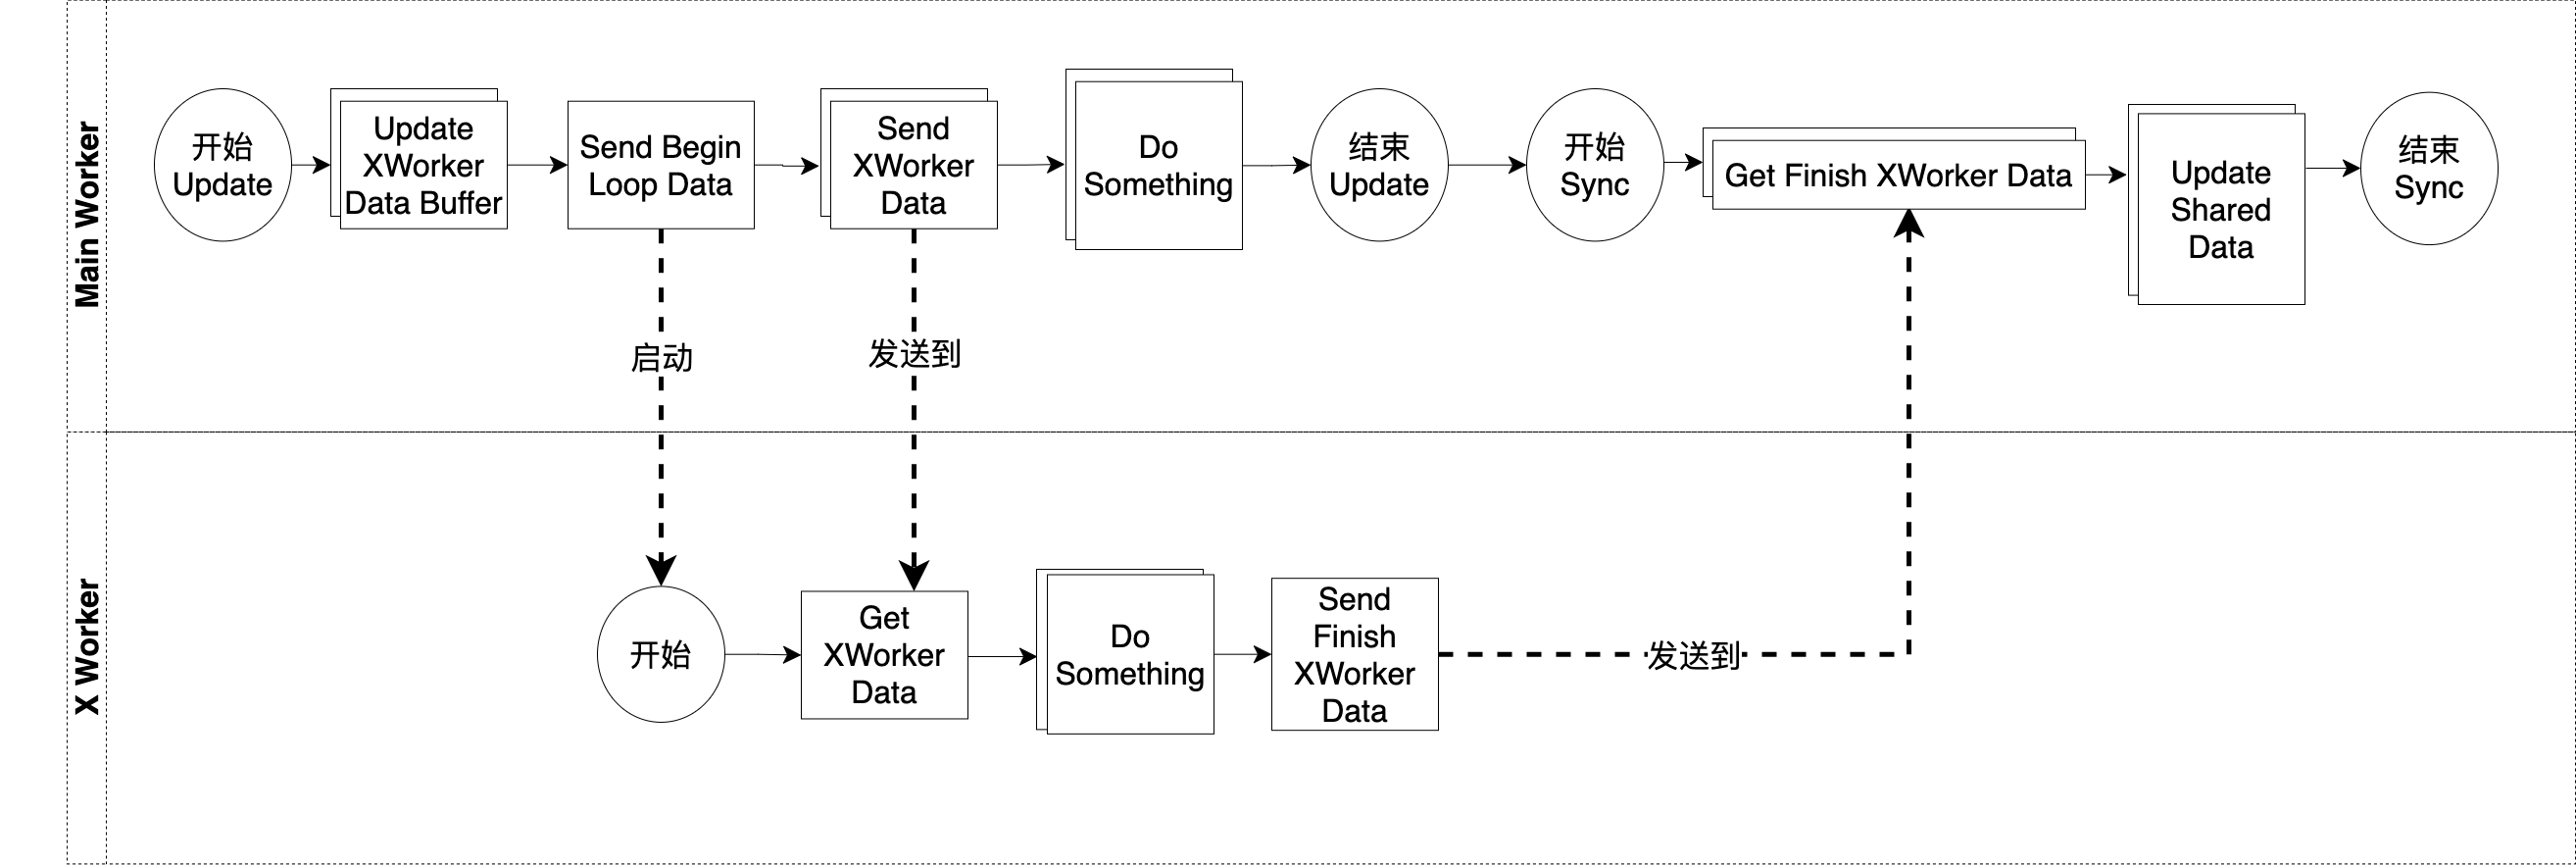 Main Worker
开始
Update
Update
XWorker
Data Buffer
Send Begin
Loop Data
Send
XWorker
Data
Do
Something
结束
Update
开始
Sync
Get Finish XWorker Data
Update
Shared
Data
结束
Sync
启动
发送到
X Worker
开始
Get
XWorker
Data
Do
Something
Send
Finish
XWorker
Data
发送到